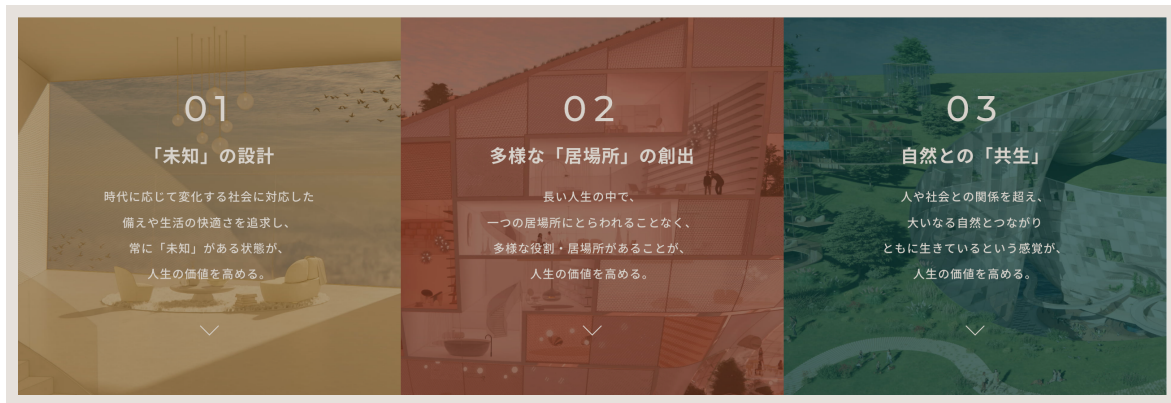 01
「未知」の設計
時代に応じて変化する社会に対応した
備えや生活の快適さを追求し、
常に「未知」がある状態が、
人生の価値を高める。
02
多様な「居場所」の創出
長い人生の中で、
一つの居場所にとらわれることなく、
多様な役割・居場所があることが、
人生の価値を高める。
03
自然との「共生」
人や社会との関係を超え、
大いなる自然とつながり
ともに生きているという感覚が、
人生の価値を高める。